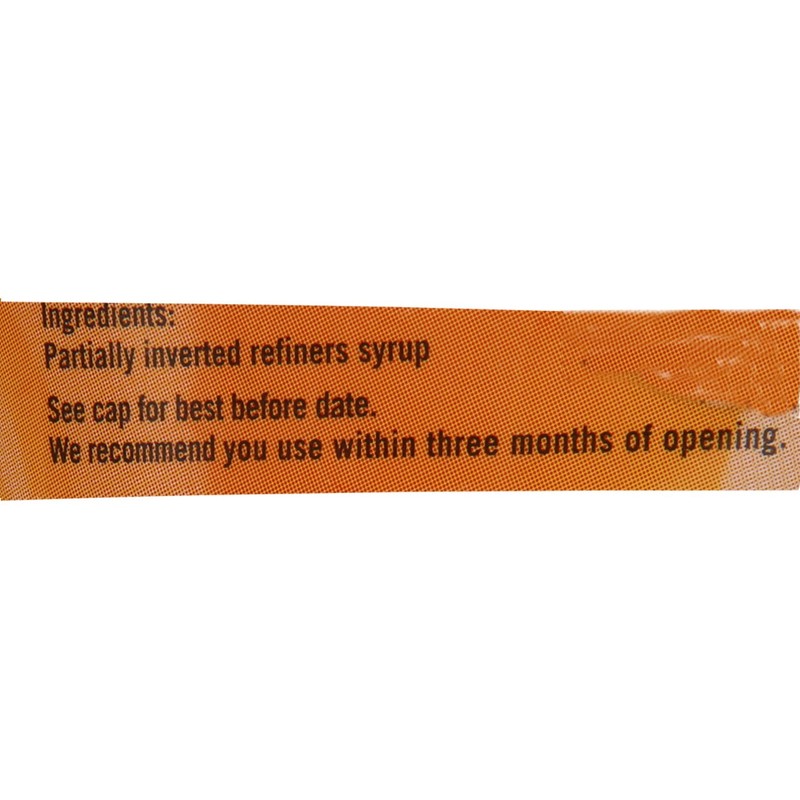 Ingredients:
Partially inverted refiners syrup
See cap for best before date.
We recommend you use within three months of opening.